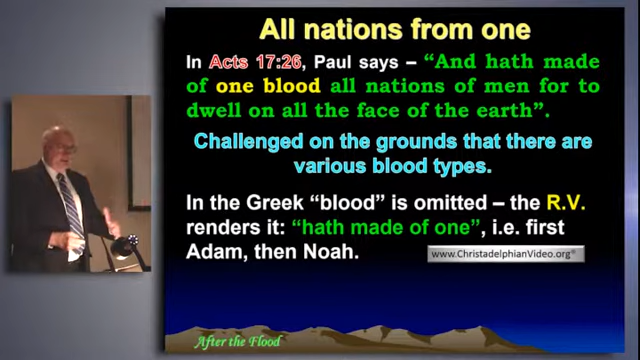 All nations from one
In Acts 17:26, Paul says – “And hath made
of one blood all nations of men for to
dwell on all the face of the earth”.
Challenged on the grounds that there are
various blood types.
In the Greek “blood” is omitted – the R.V.
renders it: “hath made of one”, i.e. first
Adam, then Noah.
www.ChristadelphianVideo.org
After the Flood